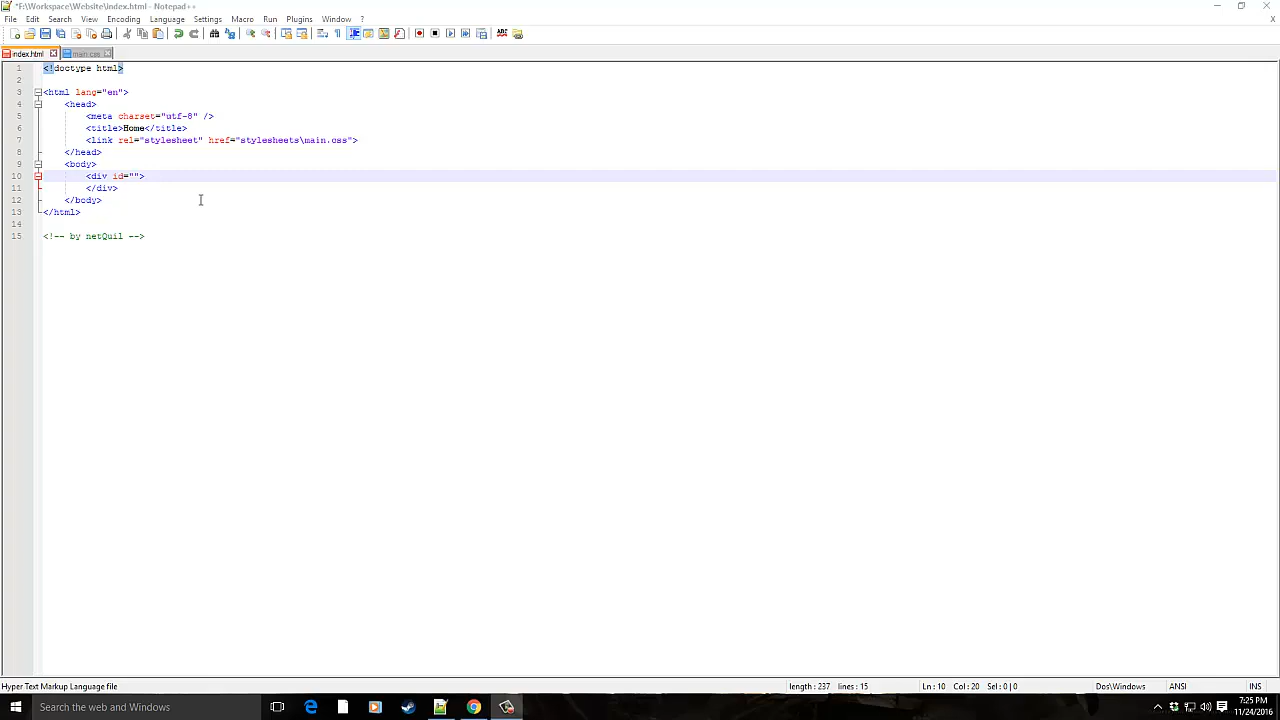 *F:\Workspace\Website\index.html - Notepad++
File Edit Search View Encoding Language Settings Macro Run Plugins Window ? X
index.html main.css
1 <!doctype html>
2
3 <html lang="en">
4 <head>
5 <meta charset="utf-8" />
6 <title>Home</title>
7 <link rel="stylesheet" href="stylesheets\main.css">
8 </head>
9 <body>
10 <div id="">
11 </div>
12 </body>
13 </html>
14
15 <!-- by netQuil -->
Hyper Text Markup Language file length : 237 lines : 15 Ln : 10 Col : 20 Sel : 0 | 0 Dos\Windows ANSI INS
Search the web and Windows
7:25 PM
11/24/2016